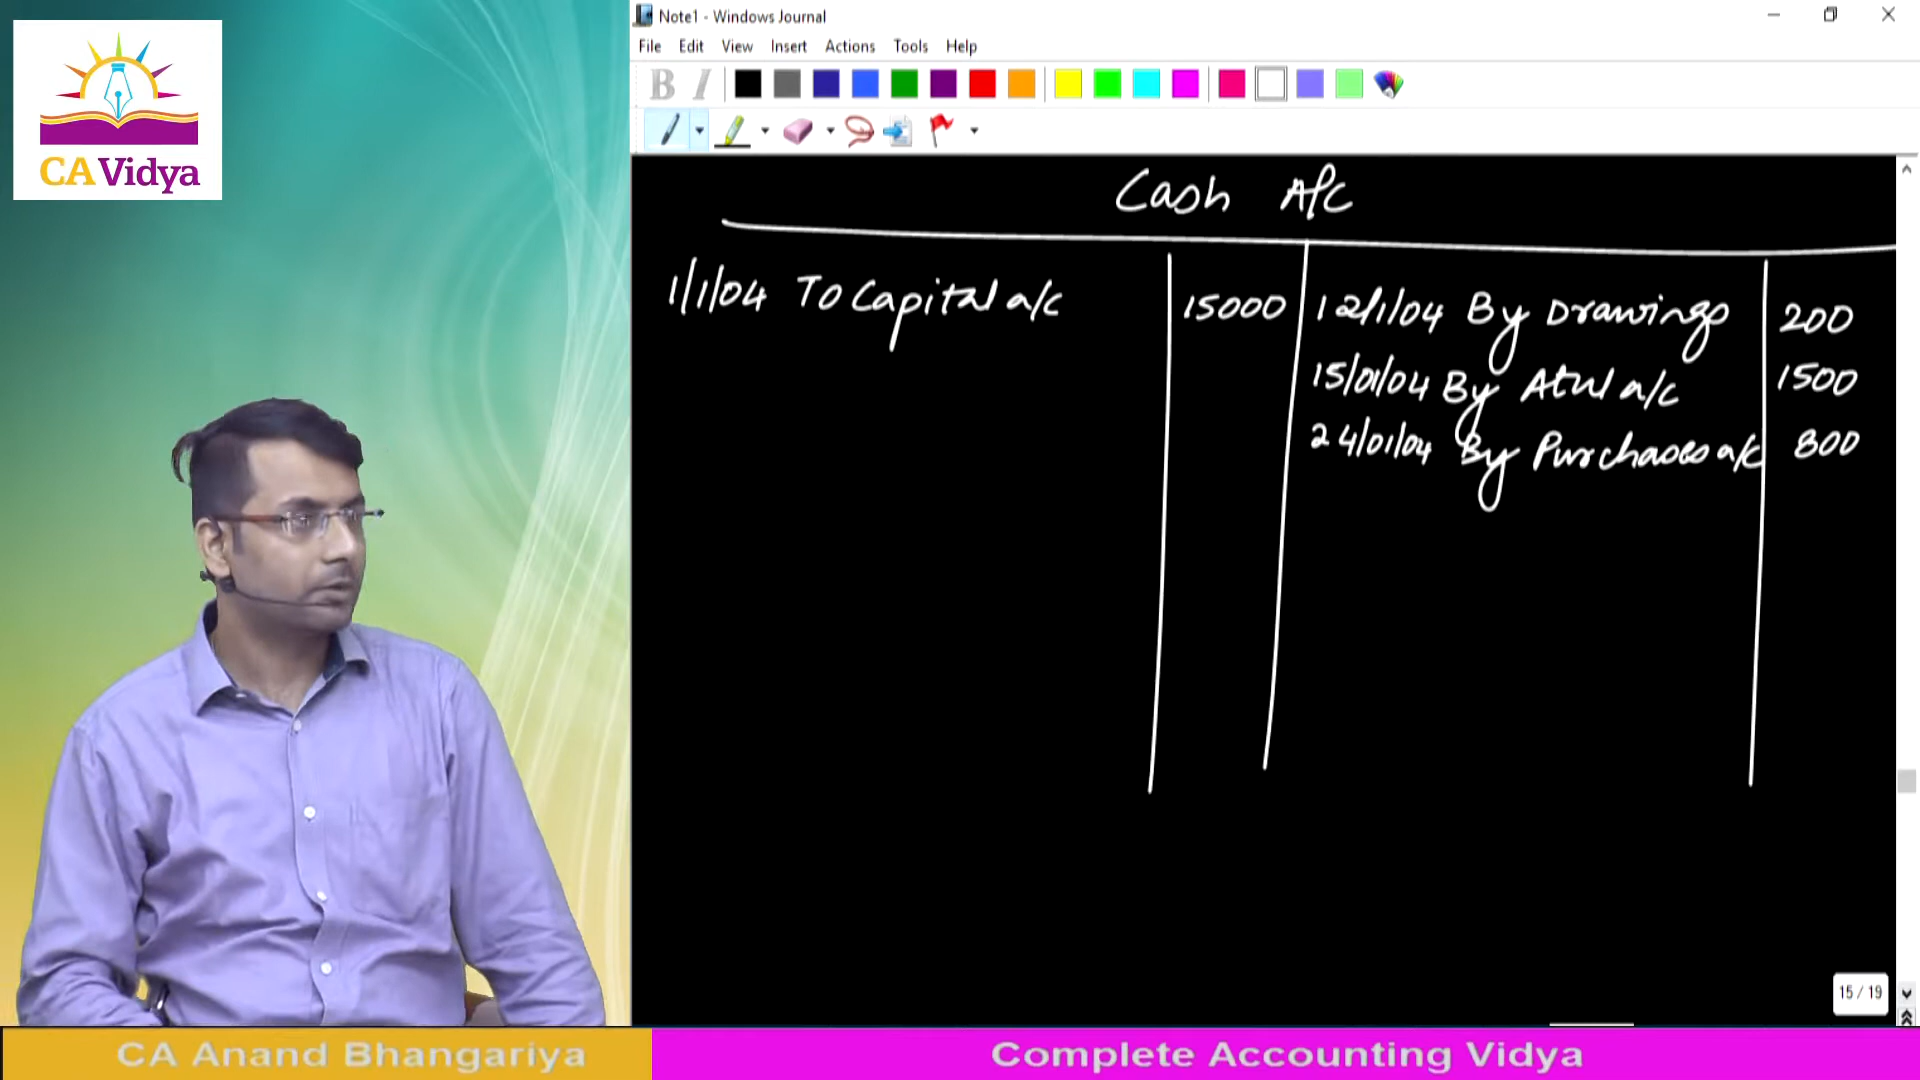 CA Vidya
Note1 - Windows Journal
File Edit View Insert Actions Tools Help
B I
Cash A/c
1/1/04 To Capital a/c 15000 12/1/04 By Drawings 200
15/01/04 By Atul a/c 1500
24/01/04 By Purchases a/c 800
15 / 19
CA Anand Bhangariya
Complete Accounting Vidya